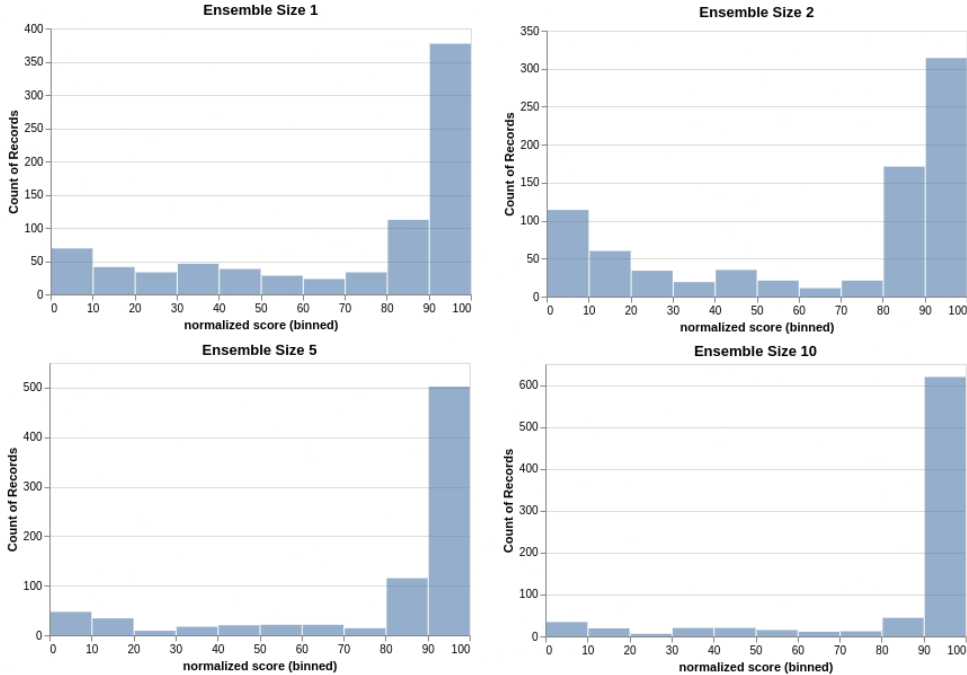 Ensemble Size 1
400
350
300
250
200
150
100
50
0
Count of Records
0 10 20 30 40 50 60 70 80 90 100
normalized score (binned)
Ensemble Size 2
350
300
250
200
150
100
50
0
Count of Records
0 10 20 30 40 50 60 70 80 90 100
normalized score (binned)
Ensemble Size 5
500
400
300
200
100
0
Count of Records
0 10 20 30 40 50 60 70 80 90 100
normalized score (binned)
Ensemble Size 10
600
500
400
300
200
100
0
Count of Records
0 10 20 30 40 50 60 70 80 90 100
normalized score (binned)